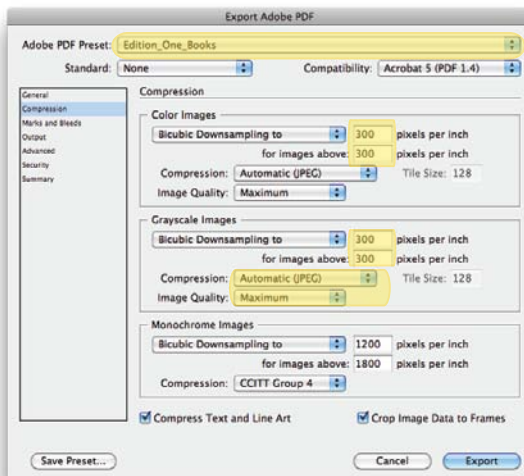 Export Adobe PDF
Adobe PDF Preset: Edition_One_Books
Standard: None Compatibility: Acrobat 5 (PDF 1.4)
General
Compression
Marks and Bleeds
Output
Advanced
Security
Summary
Compression
Color Images
Bicubic Downsampling to 300 pixels per inch
for images above: 300 pixels per inch
Compression: Automatic (JPEG) Tile Size: 128
Image Quality: Maximum
Grayscale Images
Bicubic Downsampling to 300 pixels per inch
for images above: 300 pixels per inch
Compression: Automatic (JPEG) Tile Size: 128
Image Quality: Maximum
Monochrome Images
Bicubic Downsampling to 1200 pixels per inch
for images above: 1800 pixels per inch
Compression: CCITT Group 4
Compress Text and Line Art Crop Image Data to Frames
Save Preset... Cancel Export